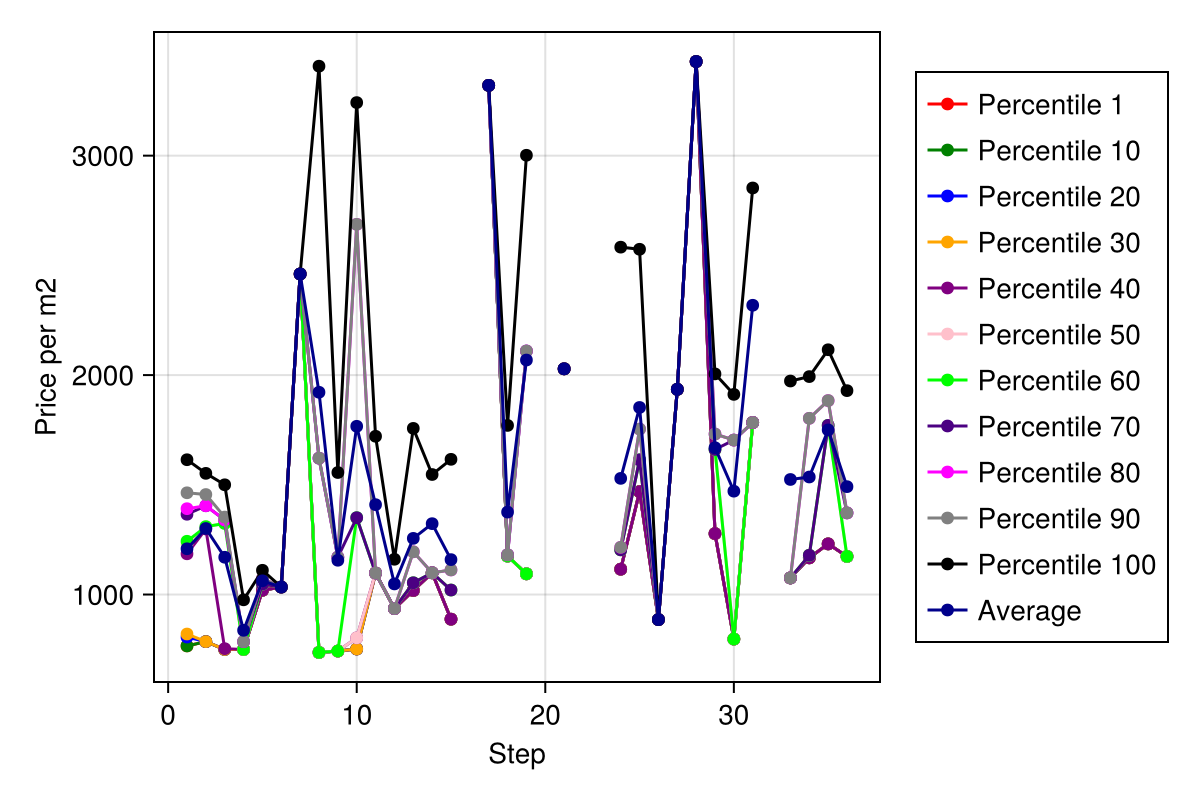 3000
2000
1000
Price per m2
0 10 20 30
Step
Percentile 1
Percentile 10
Percentile 20
Percentile 30
Percentile 40
Percentile 50
Percentile 60
Percentile 70
Percentile 80
Percentile 90
Percentile 100
Average